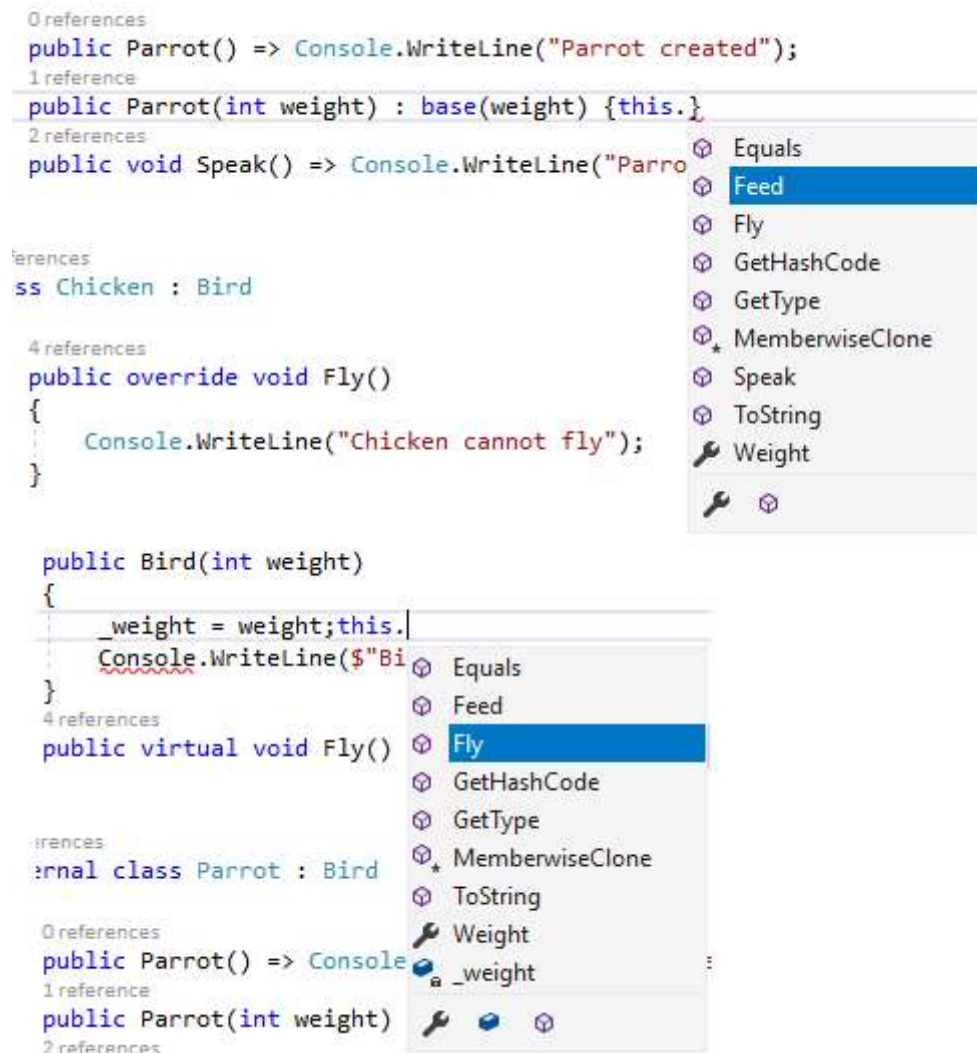 0 references
public Parrot() => Console.WriteLine("Parrot created");
1 reference
public Parrot(int weight) : base(weight) {this.}
2 references
public void Speak() => Console.WriteLine("Parro
Equals
Feed
Fly
GetHashCode
GetType
MemberwiseClone
Speak
ToString
Weight
erences
ss Chicken : Bird
4 references
public override void Fly()
{
Console.WriteLine("Chicken cannot fly");
}
public Bird(int weight)
{
_weight = weight;this.
Console.WriteLine($"Bi
}
4 references
public virtual void Fly()
Equals
Feed
Fly
GetHashCode
GetType
MemberwiseClone
ToString
Weight
_weight
erences
ernal class Parrot : Bird
0 references
public Parrot() => Console
1 reference
public Parrot(int weight)
2 references